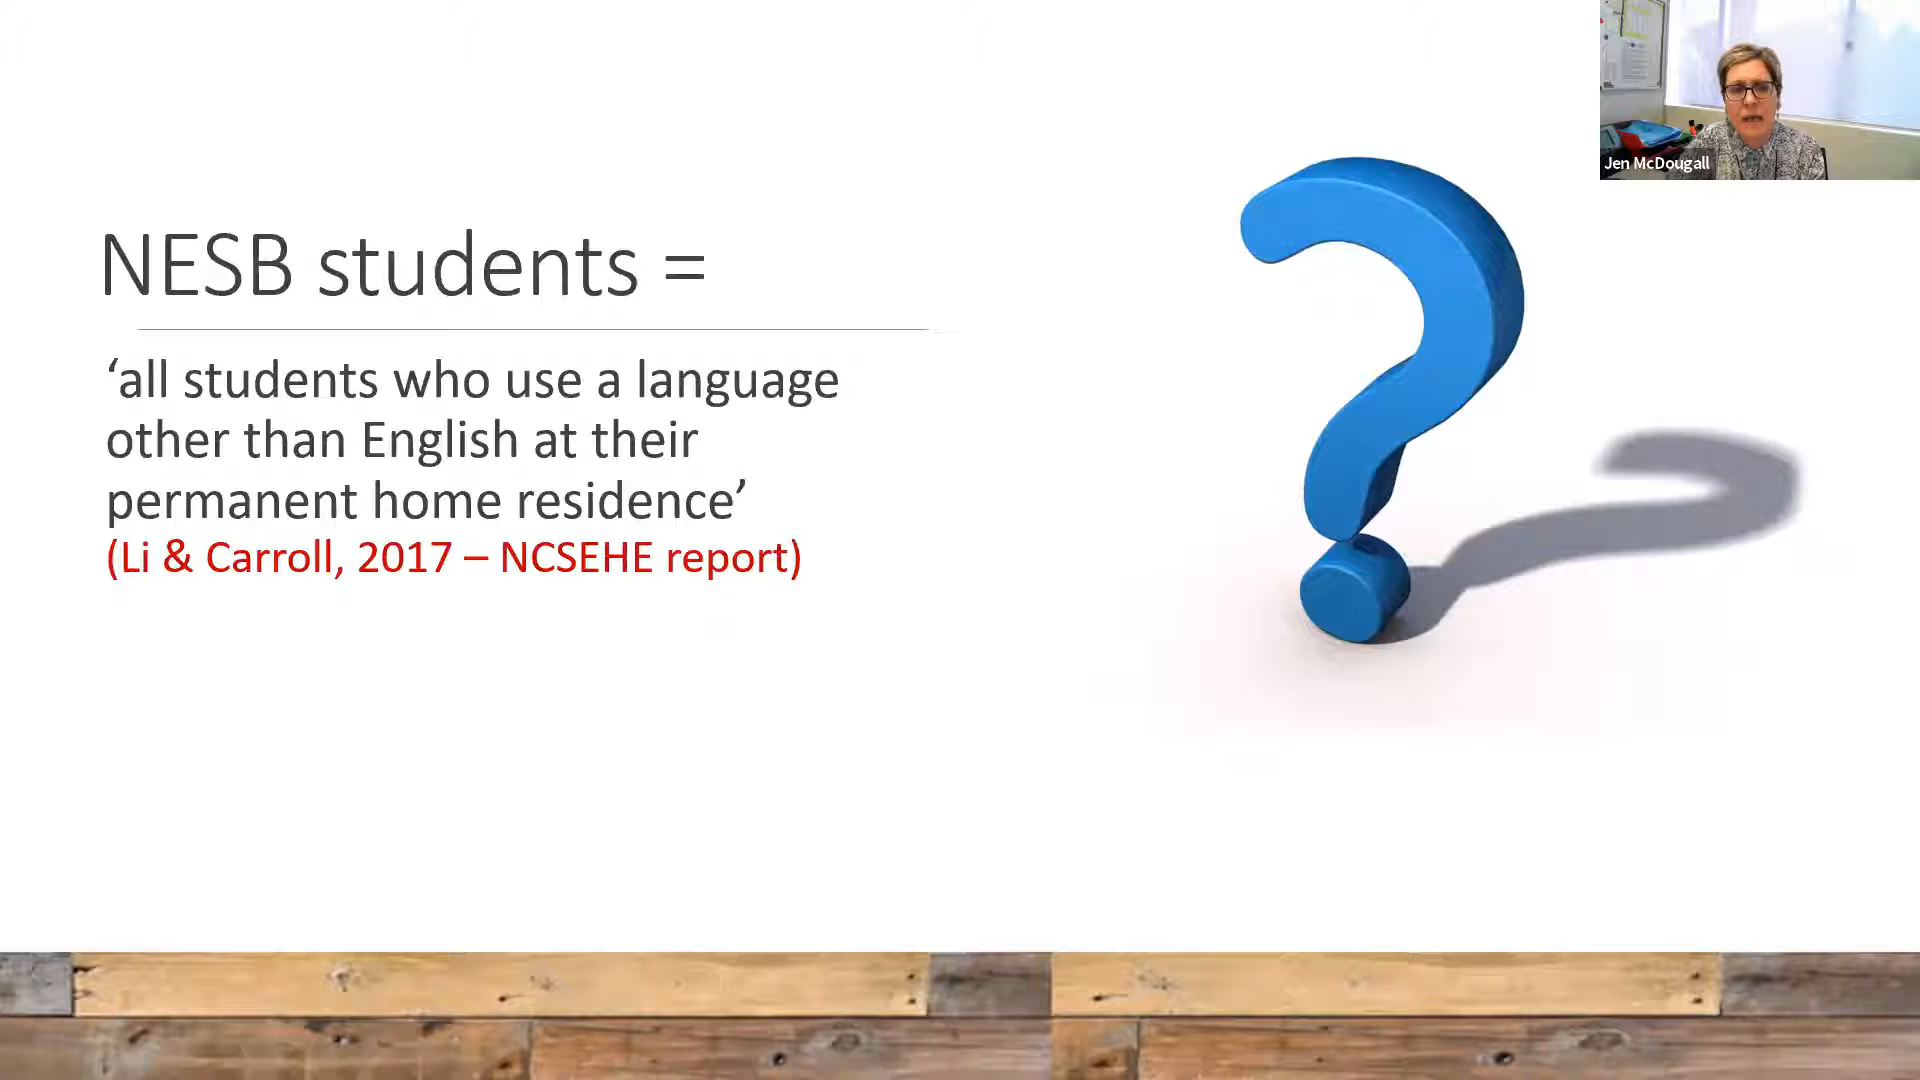 NESB students =
‘all students who use a language
other than English at their
permanent home residence’
(Li & Carroll, 2017 – NCSEHE report)
Jen McDougall